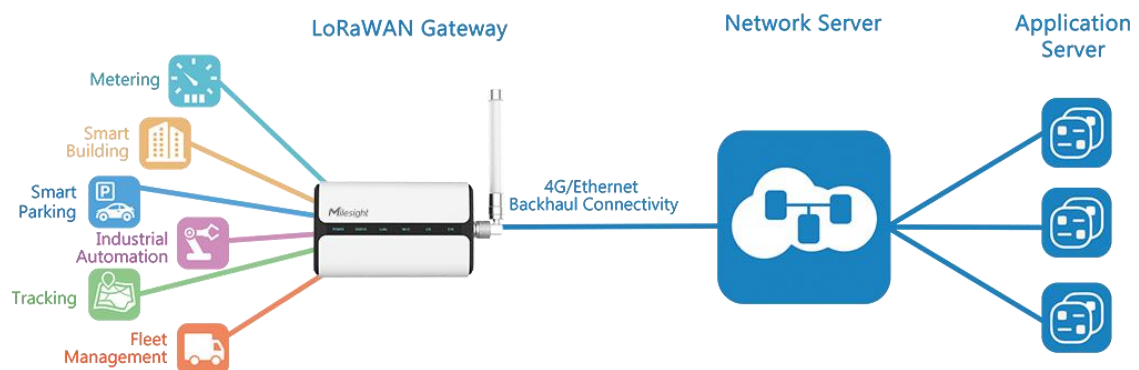 LoRaWAN Gateway
Network Server
Application
Server
Metering
Smart
Building
Smart
Parking
P
Industrial
Automation
Tracking
Fleet
Management
Milesight
4G/Ethernet
Backhaul Connectivity